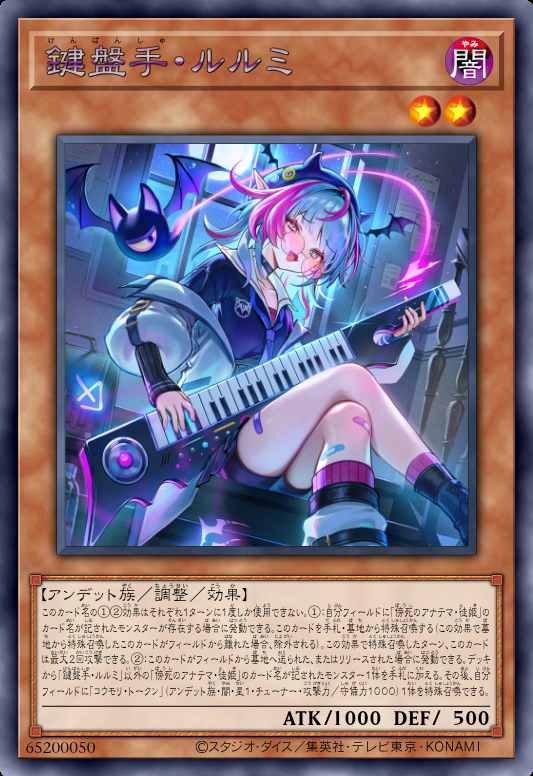 鍵盤手・ルルミ
闇
【アンデット族／調整／効果】
このカード名の①②効果はそれぞれ1ターンに1度しか使用できない。①：自分フィールドに「傍死のアナテマ・徒姫」の
カード名が記されたモンスターが存在する場合に発動できる。このカードを手札・墓地から特殊召喚する（この効果で墓
地から特殊召喚したこのカードがフィールドから離れた場合、除外される）。この効果で特殊召喚したターン、このカード
は最大2回攻撃できる。②：このカードがフィールドから墓地へ送られ、またはリリースされた場合に発動できる。デッキ
から「鍵盤手・ルルミ」以外の「傍死のアナテマ・徒姫」のカード名が記されたモンスター1体を手札に加える。その後、自分
フィールドに「コウモリ・トークン」（アンデット族・闇・星1・チューナー・攻撃力／守備力1000）1体を特殊召喚できる。
ATK/1000 DEF/ 500
65200050
©スタジオ・ダイス／集英社・テレビ東京・KONAMI